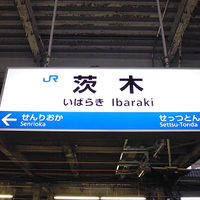 JR 茨木
いばらき Ibaraki
← せんりおか せっつとんだ
Senrioka Settsu-Tonda